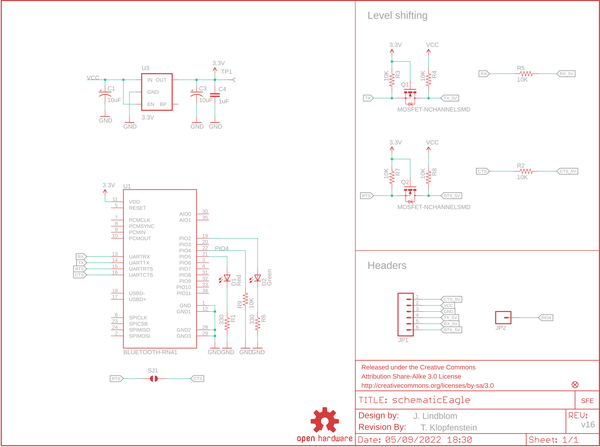 Level shifting
3.3V
VCC
R3
10K
R4
10K
Q1
MOSFET-NCHANNELSMD
TX
TX_5V
RX
R5
10K
RX_5V
3.3V
VCC
R7
10K
R8
10K
Q2
MOSFET-NCHANNELSMD
RTS
RTS_5V
CTS
R2
10K
CTS_5V
VCC
C1
10uF
GND
U3
IN OUT
GND
EN BP
3.3V
GND
3.3V
TP1
C3
10uF
GND
C4
.1uF
GND
3.3V
U1
VDD
RESET
PCMCLK
PCMSYNC
PCMIN
PCMOUT
UARTRX
UARTTX
UARTRTS
UARTCTS
USBD-
USBD+
SPICLK
SPICSB
SPIMISO
SPIMOSI
AIO0
AIO1
PIO2
PIO3
PIO4
PIO5
PIO6
PIO7
PIO8
PIO9
PIO10
PIO11
GND
GND1
GND2
GND3
BLUETOOTH-RN41
RX
TX
RTS
CTS
PIO4
D1
Red
D2
Green
R9
10K
R1
330
R6
330
GND
GND
GND
GND
RTS
SJ1
CTS
Headers
CTS_5V
VCC
GND
TX_5V
RX_5V
RTS_5V
JP1
JP2
PIO6
Released under the Creative Commons
Attribution Share-Alike 3.0 License
http://creativecommons.org/licenses/by-sa/3.0
TITLE: schematicEagle
SFE
Design by: J. Lindblom
Revision By: T. Klopfenstein
REV:
v16
Date: 05/09/2022 18:30
Sheet: 1/1
open hardware